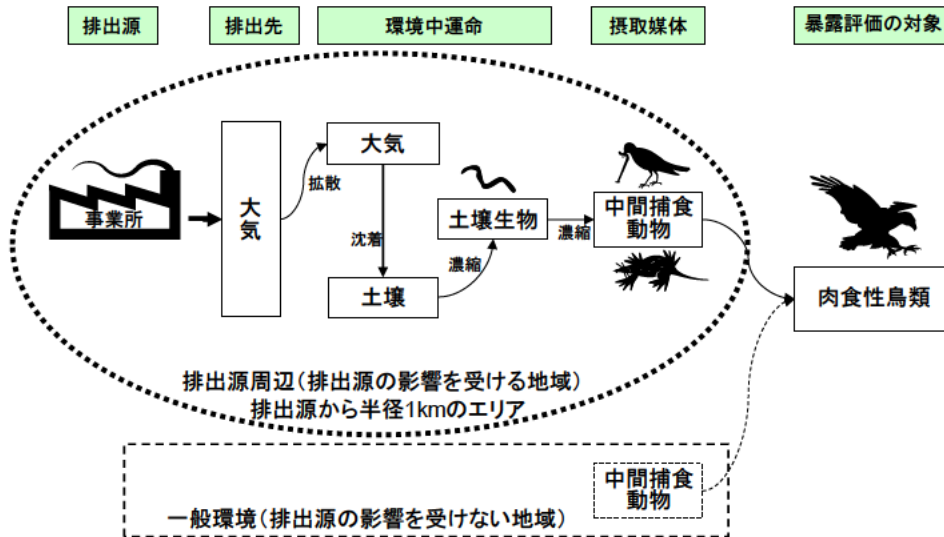 排出源
排出先
環境中運命
摂取媒体
暴露評価の対象
事業所
大気
拡散
大気
沈着
土壌
濃縮
土壌生物
濃縮
中間捕食
動物
肉食性鳥類
排出源周辺(排出源の影響を受ける地域)
排出源から半径1kmのエリア
中間捕食
動物
一般環境(排出源の影響を受けない地域)